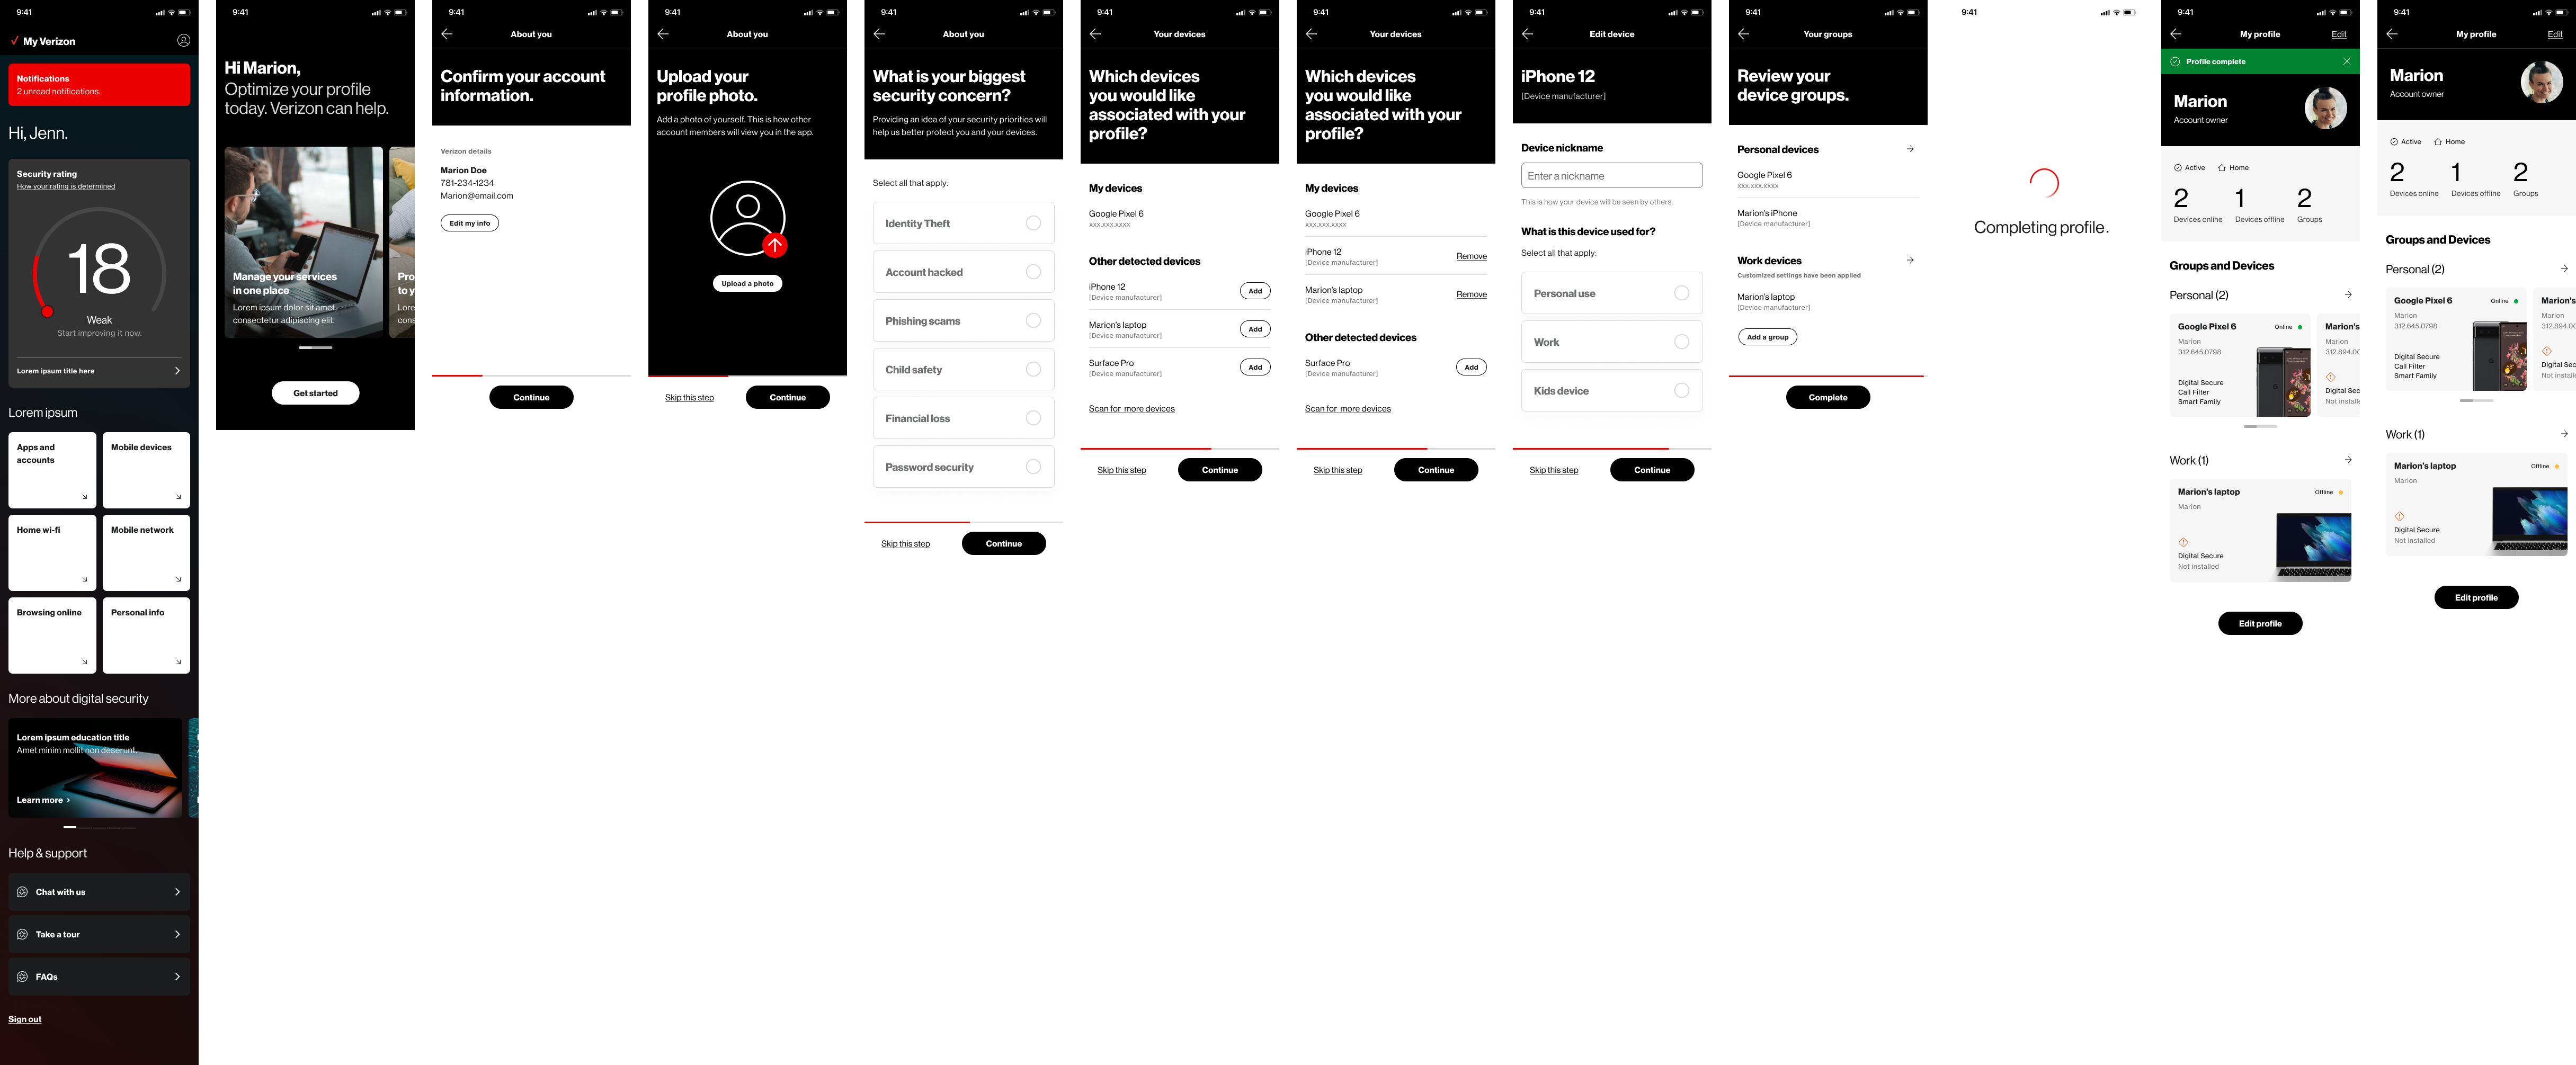 9:41
My Verizon
Notifications
2 unread notifications.
Hi, Jenn.
Security rating
How your rating is determined
18
Weak
Start improving it now.
Lorem ipsum title here
Lorem ipsum
Apps and
accounts
Mobile devices
Home wi-fi
Mobile network
Browsing online
Personal info
More about digital security
Lorem ipsum education title
Amet minim mollit non deserunt.
Learn more
Help & support
Chat with us
Take a tour
FAQs
Sign out
9:41
Hi Marion,
Optimize your profile
today. Verizon can help.
Manage your services
in one place
Lorem ipsum dolor sit amet,
consectetur adipiscing elit.
Pro
to y
Lore
cons
Get started
9:41
About you
Confirm your account
information.
Verizon details
Marion Doe
781-234-1234
Marion@email.com
Edit my info
Continue
9:41
About you
Upload your
profile photo.
Add a photo of yourself. This is how other
account members will view you in the app.
Upload a photo
Skip this step
Continue
9:41
About you
What is your biggest
security concern?
Providing an idea of your security priorities will
help us better protect you and your devices.
Select all that apply:
Identity Theft
Account hacked
Phishing scams
Child safety
Financial loss
Password security
Skip this step
Continue
9:41
Your devices
Which devices
you would like
associated with your
profile?
My devices
Google Pixel 6
xxx.xxx.xxxx
Other detected devices
iPhone 12
[Device manufacturer]
Add
Marion's laptop
[Device manufacturer]
Add
Surface Pro
[Device manufacturer]
Add
Scan for more devices
Skip this step
Continue
9:41
Your devices
Which devices
you would like
associated with your
profile?
My devices
Google Pixel 6
xxx.xxx.xxxx
iPhone 12
[Device manufacturer]
Remove
Marion's laptop
[Device manufacturer]
Remove
Other detected devices
Surface Pro
[Device manufacturer]
Add
Scan for more devices
Skip this step
Continue
9:41
Edit device
iPhone 12
[Device manufacturer]
Device nickname
Enter a nickname
This is how your device will be seen by others.
What is this device used for?
Select all that apply:
Personal use
Work
Kids device
Skip this step
Continue
9:41
Your groups
Review your
device groups.
Personal devices
Google Pixel 6
xxx.xxx.xxxx
Marion's iPhone
[Device manufacturer]
Work devices
Customized settings have been applied
Marion's laptop
[Device manufacturer]
Add a group
Complete
9:41
Completing profile.
9:41
My profile
Edit
Profile complete
Marion
Account owner
Active
Home
2
1
2
Devices online
Devices offline
Groups
Groups and Devices
Personal (2)
Google Pixel 6
Online
Marion
312.645.0798
Digital Secure
Call Filter
Smart Family
Marion's
Marion
312.894.00
Digital Sec
Not installe
Work (1)
Marion's laptop
Offline
Marion
Digital Secure
Not installed
Edit profile
9:41
My profile
Edit
Marion
Account owner
Active
Home
2
1
2
Devices online
Devices offline
Groups
Groups and Devices
Personal (2)
Google Pixel 6
Online
Marion
312.645.0798
Digital Secure
Call Filter
Smart Family
Marion's
Marion
312.894.00
Digital Sec
Not installe
Work (1)
Marion's laptop
Offline
Marion
Digital Secure
Not installed
Edit profile